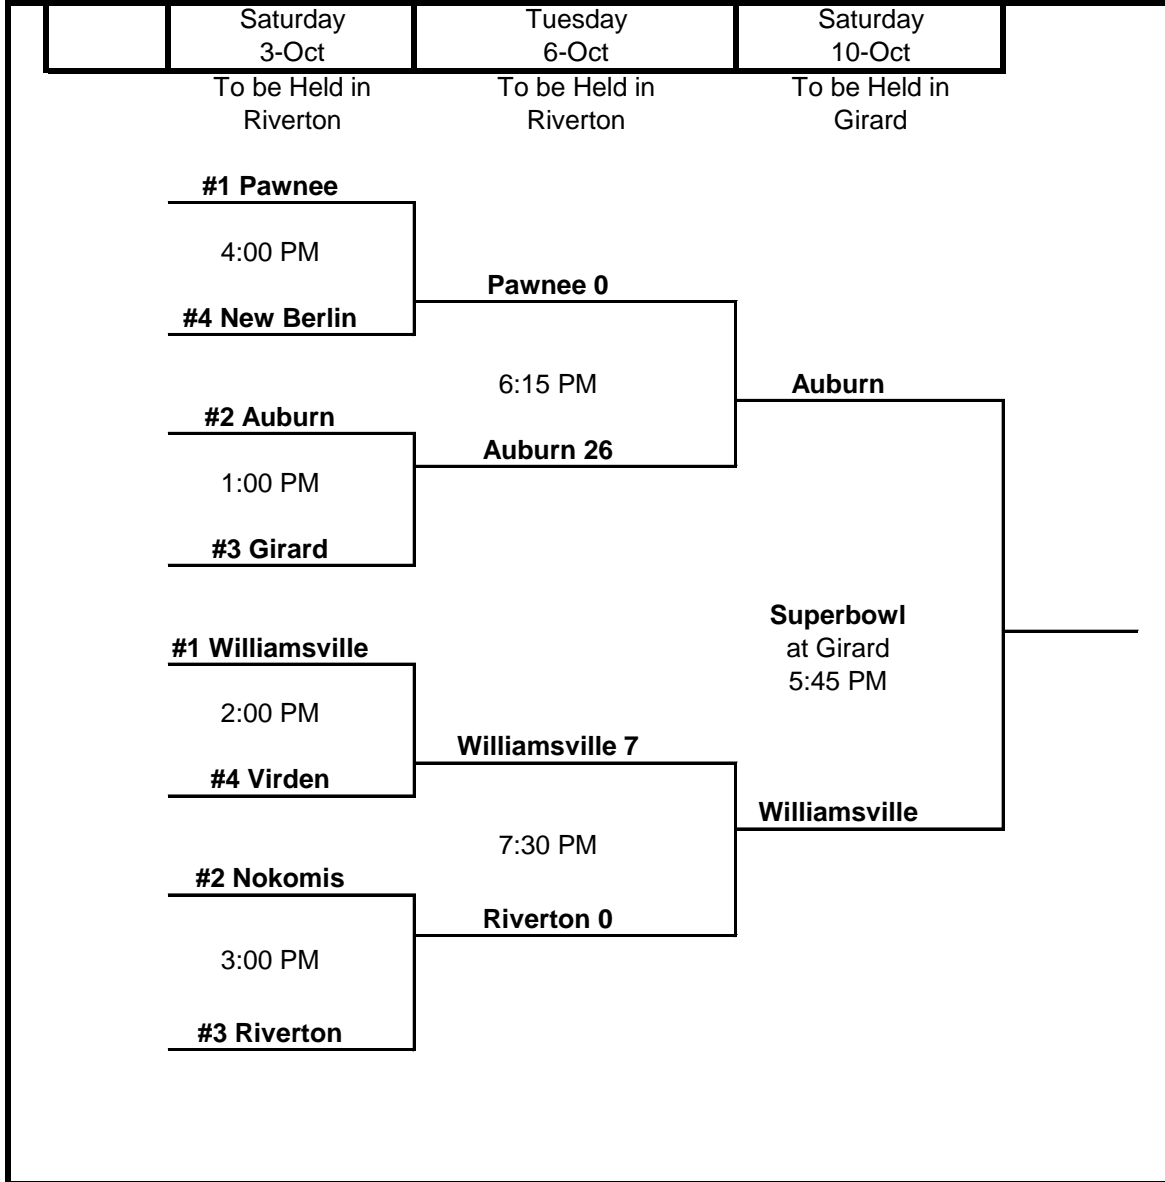 Saturday
3-Oct
Tuesday
6-Oct
Saturday
10-Oct
To be Held in
Riverton
To be Held in
Riverton
To be Held in
Girard
#1 Pawnee
4:00 PM
Pawnee 0
#4 New Berlin
6:15 PM
Auburn
#2 Auburn
Auburn 26
1:00 PM
#3 Girard
Superbowl
at Girard
5:45 PM
#1 Williamsville
2:00 PM
Williamsville 7
#4 Virden
Williamsville
7:30 PM
#2 Nokomis
Riverton 0
3:00 PM
#3 Riverton